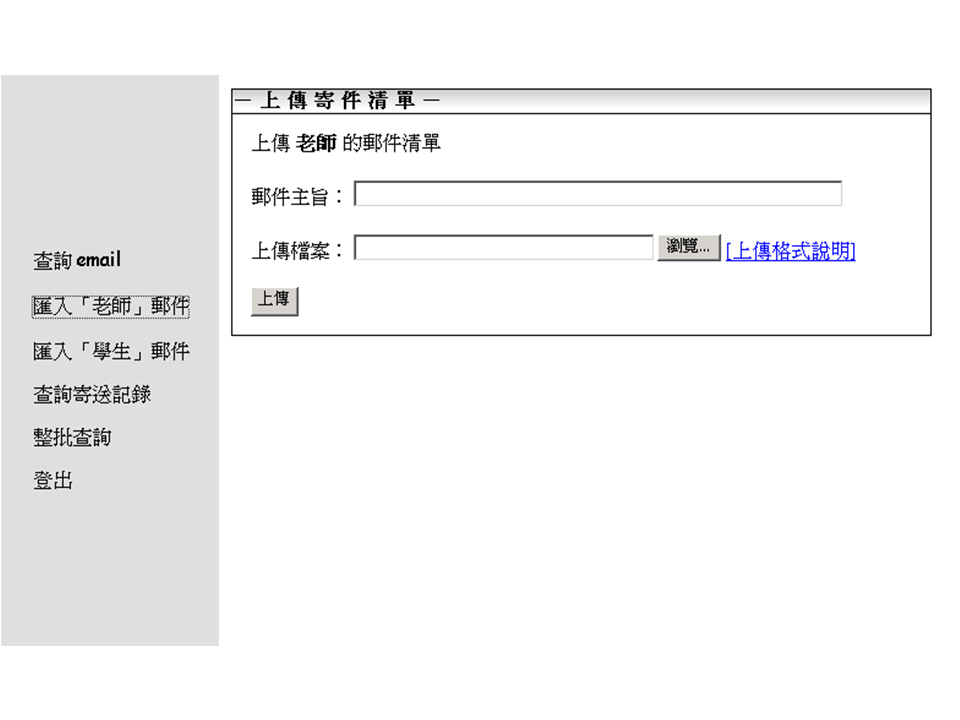 查詢 email
匯入「老師」郵件
匯入「學生」郵件
查詢寄送記錄
整批查詢
登出
－上傳寄件清單－
上傳 老師 的郵件清單
郵件主旨：
上傳檔案： 瀏覽... [上傳格式說明]
上傳